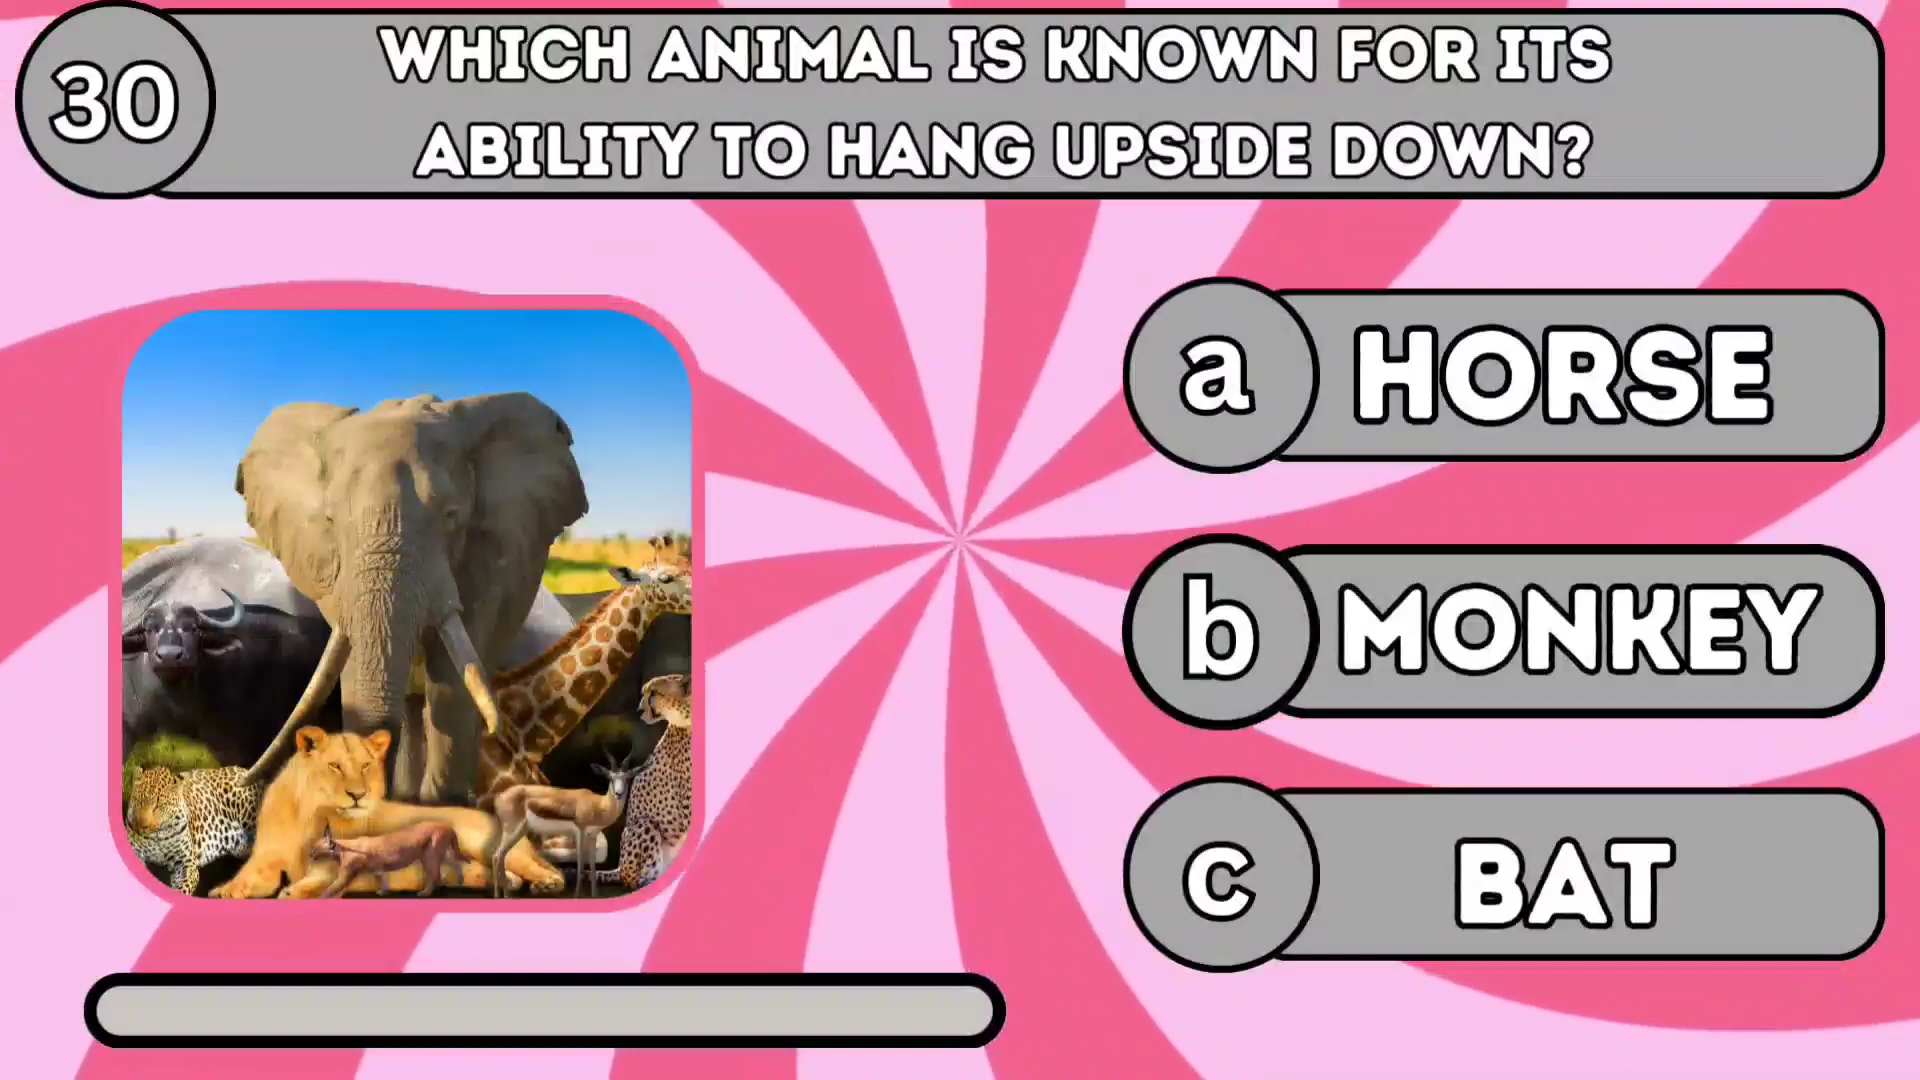 30
WHICH ANIMAL IS KNOWN FOR ITS
ABILITY TO HANG UPSIDE DOWN?
a HORSE
b MONKEY
c BAT